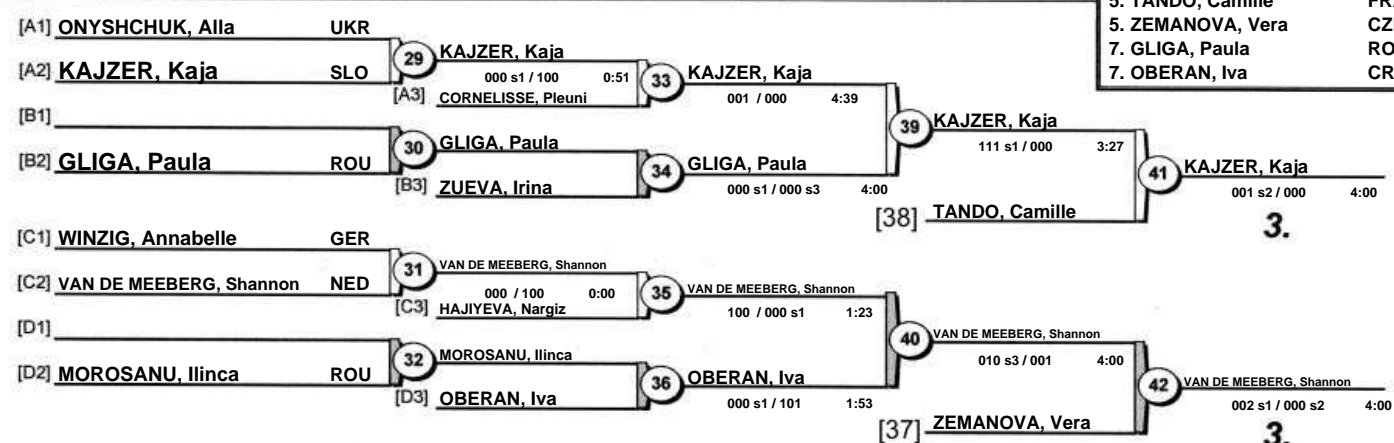 5. TANDO, Camille FR
5. ZEMANOVA, Vera CZ
7. GLIGA, Paula RO
7. OBERAN, Iva CR
[A1] ONYSHCHUK, Alla UKR
[A2] KAJZER, Kaja SLO
29
KAJZER, Kaja
000 s1 / 100 0:51
[A3] CORNELISSE, Pleuni
33
KAJZER, Kaja
001 / 000 4:39
[B1]
[B2] GLIGA, Paula ROU
30
GLIGA, Paula
[B3] ZUEVA, Irina
34
GLIGA, Paula
000 s1 / 000 s3 4:00
39
KAJZER, Kaja
111 s1 / 000 3:27
[38] TANDO, Camille
41
KAJZER, Kaja
001 s2 / 000 4:00
3.
[C1] WINZIG, Annabelle GER
[C2] VAN DE MEEBERG, Shannon NED
31
VAN DE MEEBERG, Shannon
000 / 100 0:00
[C3] HAJIYEVA, Nargiz
35
VAN DE MEEBERG, Shannon
100 / 000 s1 1:23
[D1]
[D2] MOROSANU, Ilinca ROU
32
MOROSANU, Ilinca
[D3] OBERAN, Iva
36
OBERAN, Iva
000 s1 / 101 1:53
40
VAN DE MEEBERG, Shannon
010 s3 / 001 4:00
[37] ZEMANOVA, Vera
42
VAN DE MEEBERG, Shannon
002 s1 / 000 s2 4:00
3.